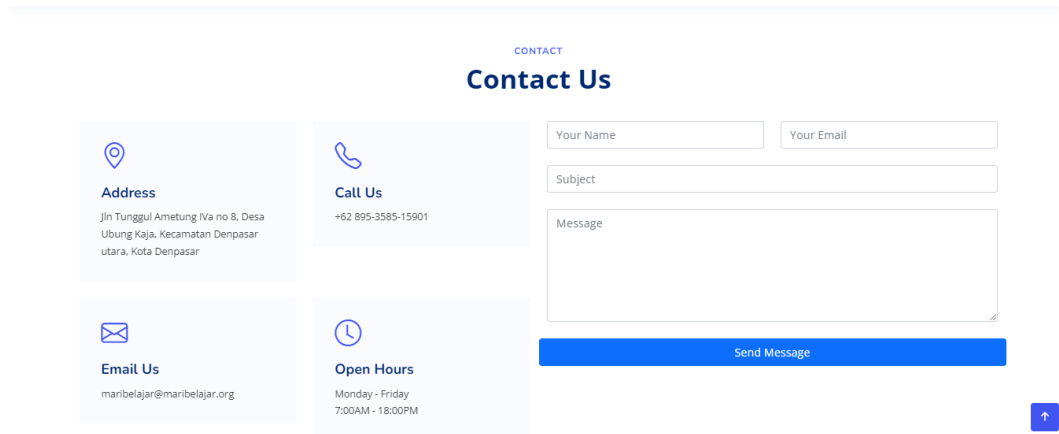 CONTACT
Contact Us
Address
Jln Tunggul Ametung IVa no 8, Desa
Ubung Kaja, Kecamatan Denpasar
utara, Kota Denpasar
Call Us
+62 895-3585-15901
Email Us
maribelajar@maribelajar.org
Open Hours
Monday - Friday
7:00AM - 18:00PM
Your Name
Your Email
Subject
Message
Send Message